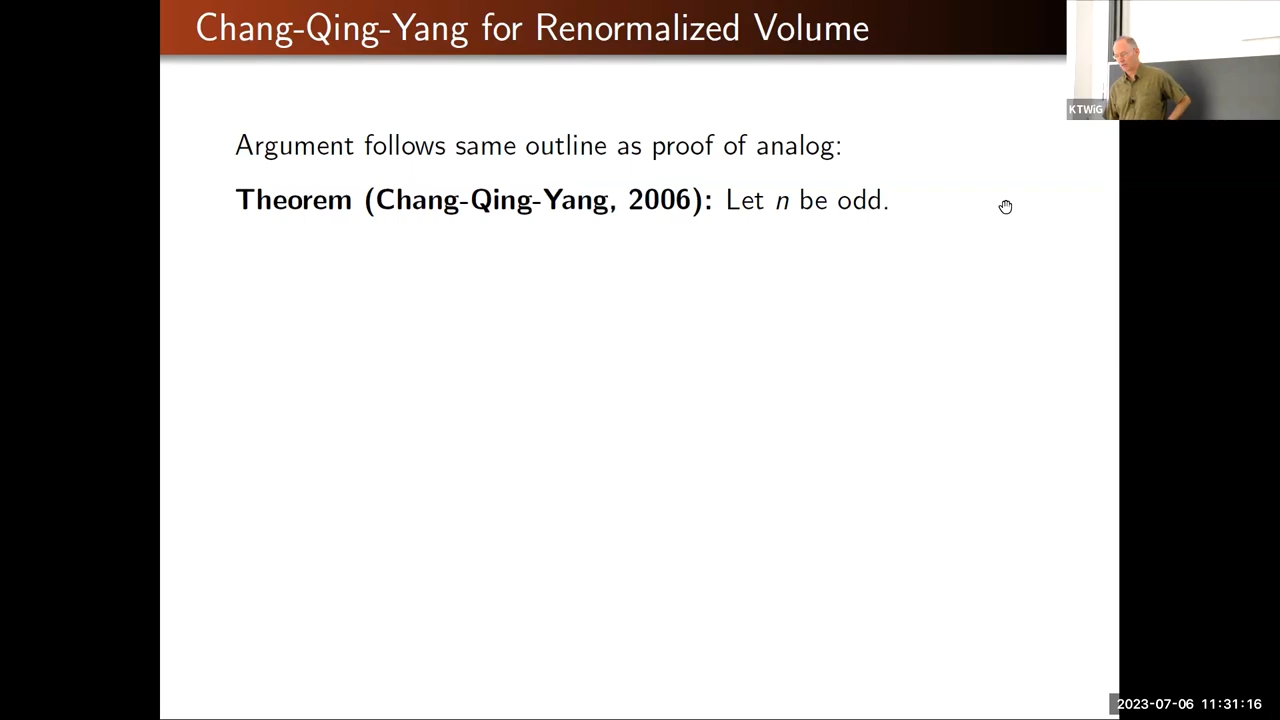 Chang-Qing-Yang for Renormalized Volume
KTWiG
Argument follows same outline as proof of analog:
Theorem (Chang-Qing-Yang, 2006): Let n be odd.
2023-07-06 11:31:16